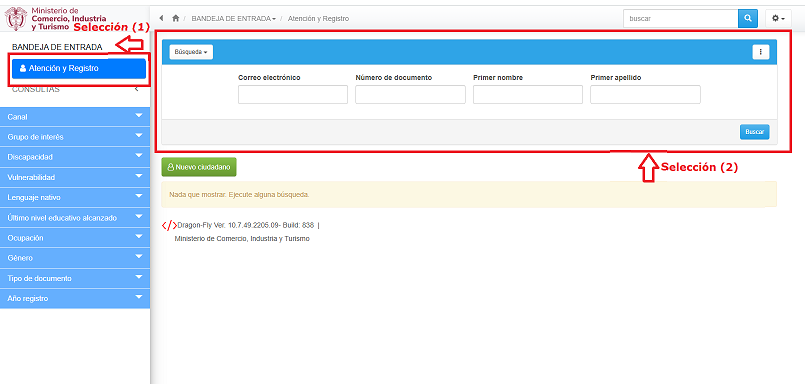 Ministerio de
Comercio, Industria
y Turismo
Selección (1)
BANDEJA DE ENTRADA
Atención y Registro
CONSULTAS
Canal
Grupo de interés
Discapacidad
Vulnerabilidad
Lenguaje nativo
Último nivel educativo alcanzado
Ocupación
Género
Tipo de documento
Año registro
/ BANDEJA DE ENTRADA / Atención y Registro
buscar
Búsqueda
Correo electrónico Número de documento Primer nombre Primer apellido
Buscar
Selección (2)
Nuevo ciudadano
Nada que mostrar. Ejecute alguna búsqueda.
</>Dragon-Fly Ver. 10.7.49.2205.09- Build: 838 |
Ministerio de Comercio, Industria y Turismo